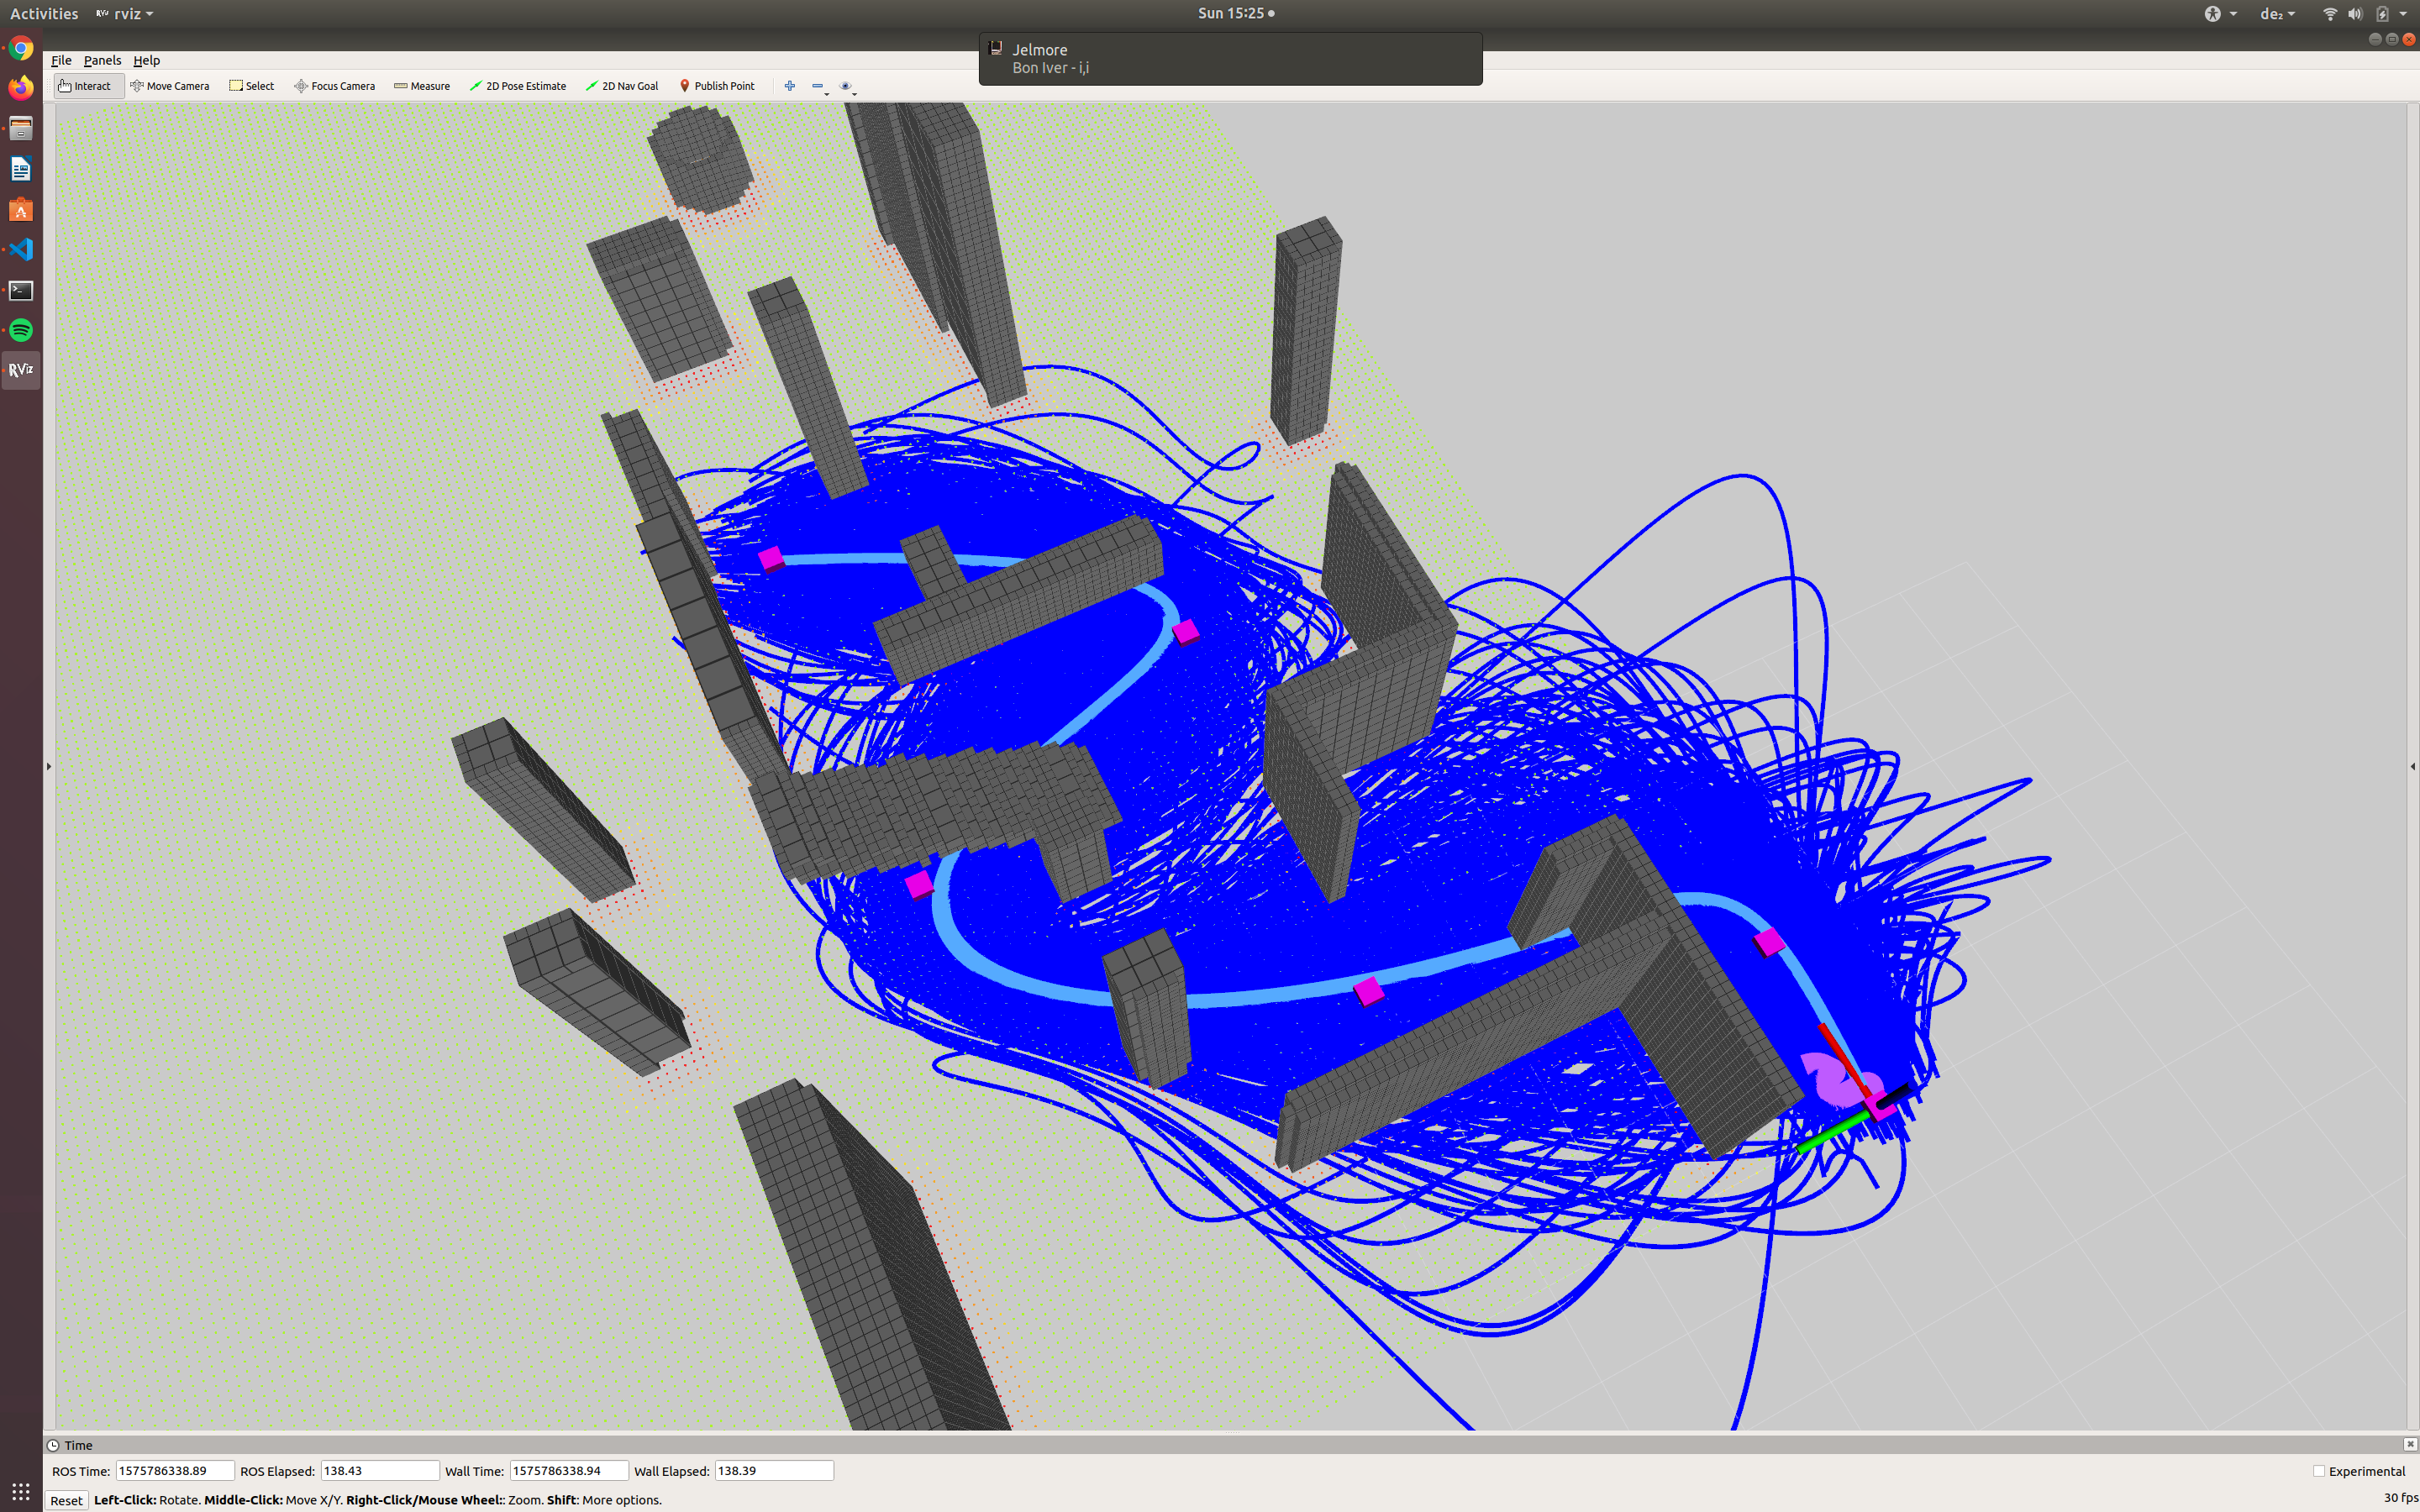 Activities RViz rviz Sun 15:25 de₂
Jelmore
Bon Iver - i,i
File Panels Help
Interact Move Camera Select Focus Camera Measure 2D Pose Estimate 2D Nav Goal Publish Point
RViz
Time
ROS Time: 1575786338.89 ROS Elapsed: 138.43 Wall Time: 1575786338.94 Wall Elapsed: 138.39 Experimental
Reset Left-Click: Rotate. Middle-Click: Move X/Y. Right-Click/Mouse Wheel:: Zoom. Shift: More options. 30 fps